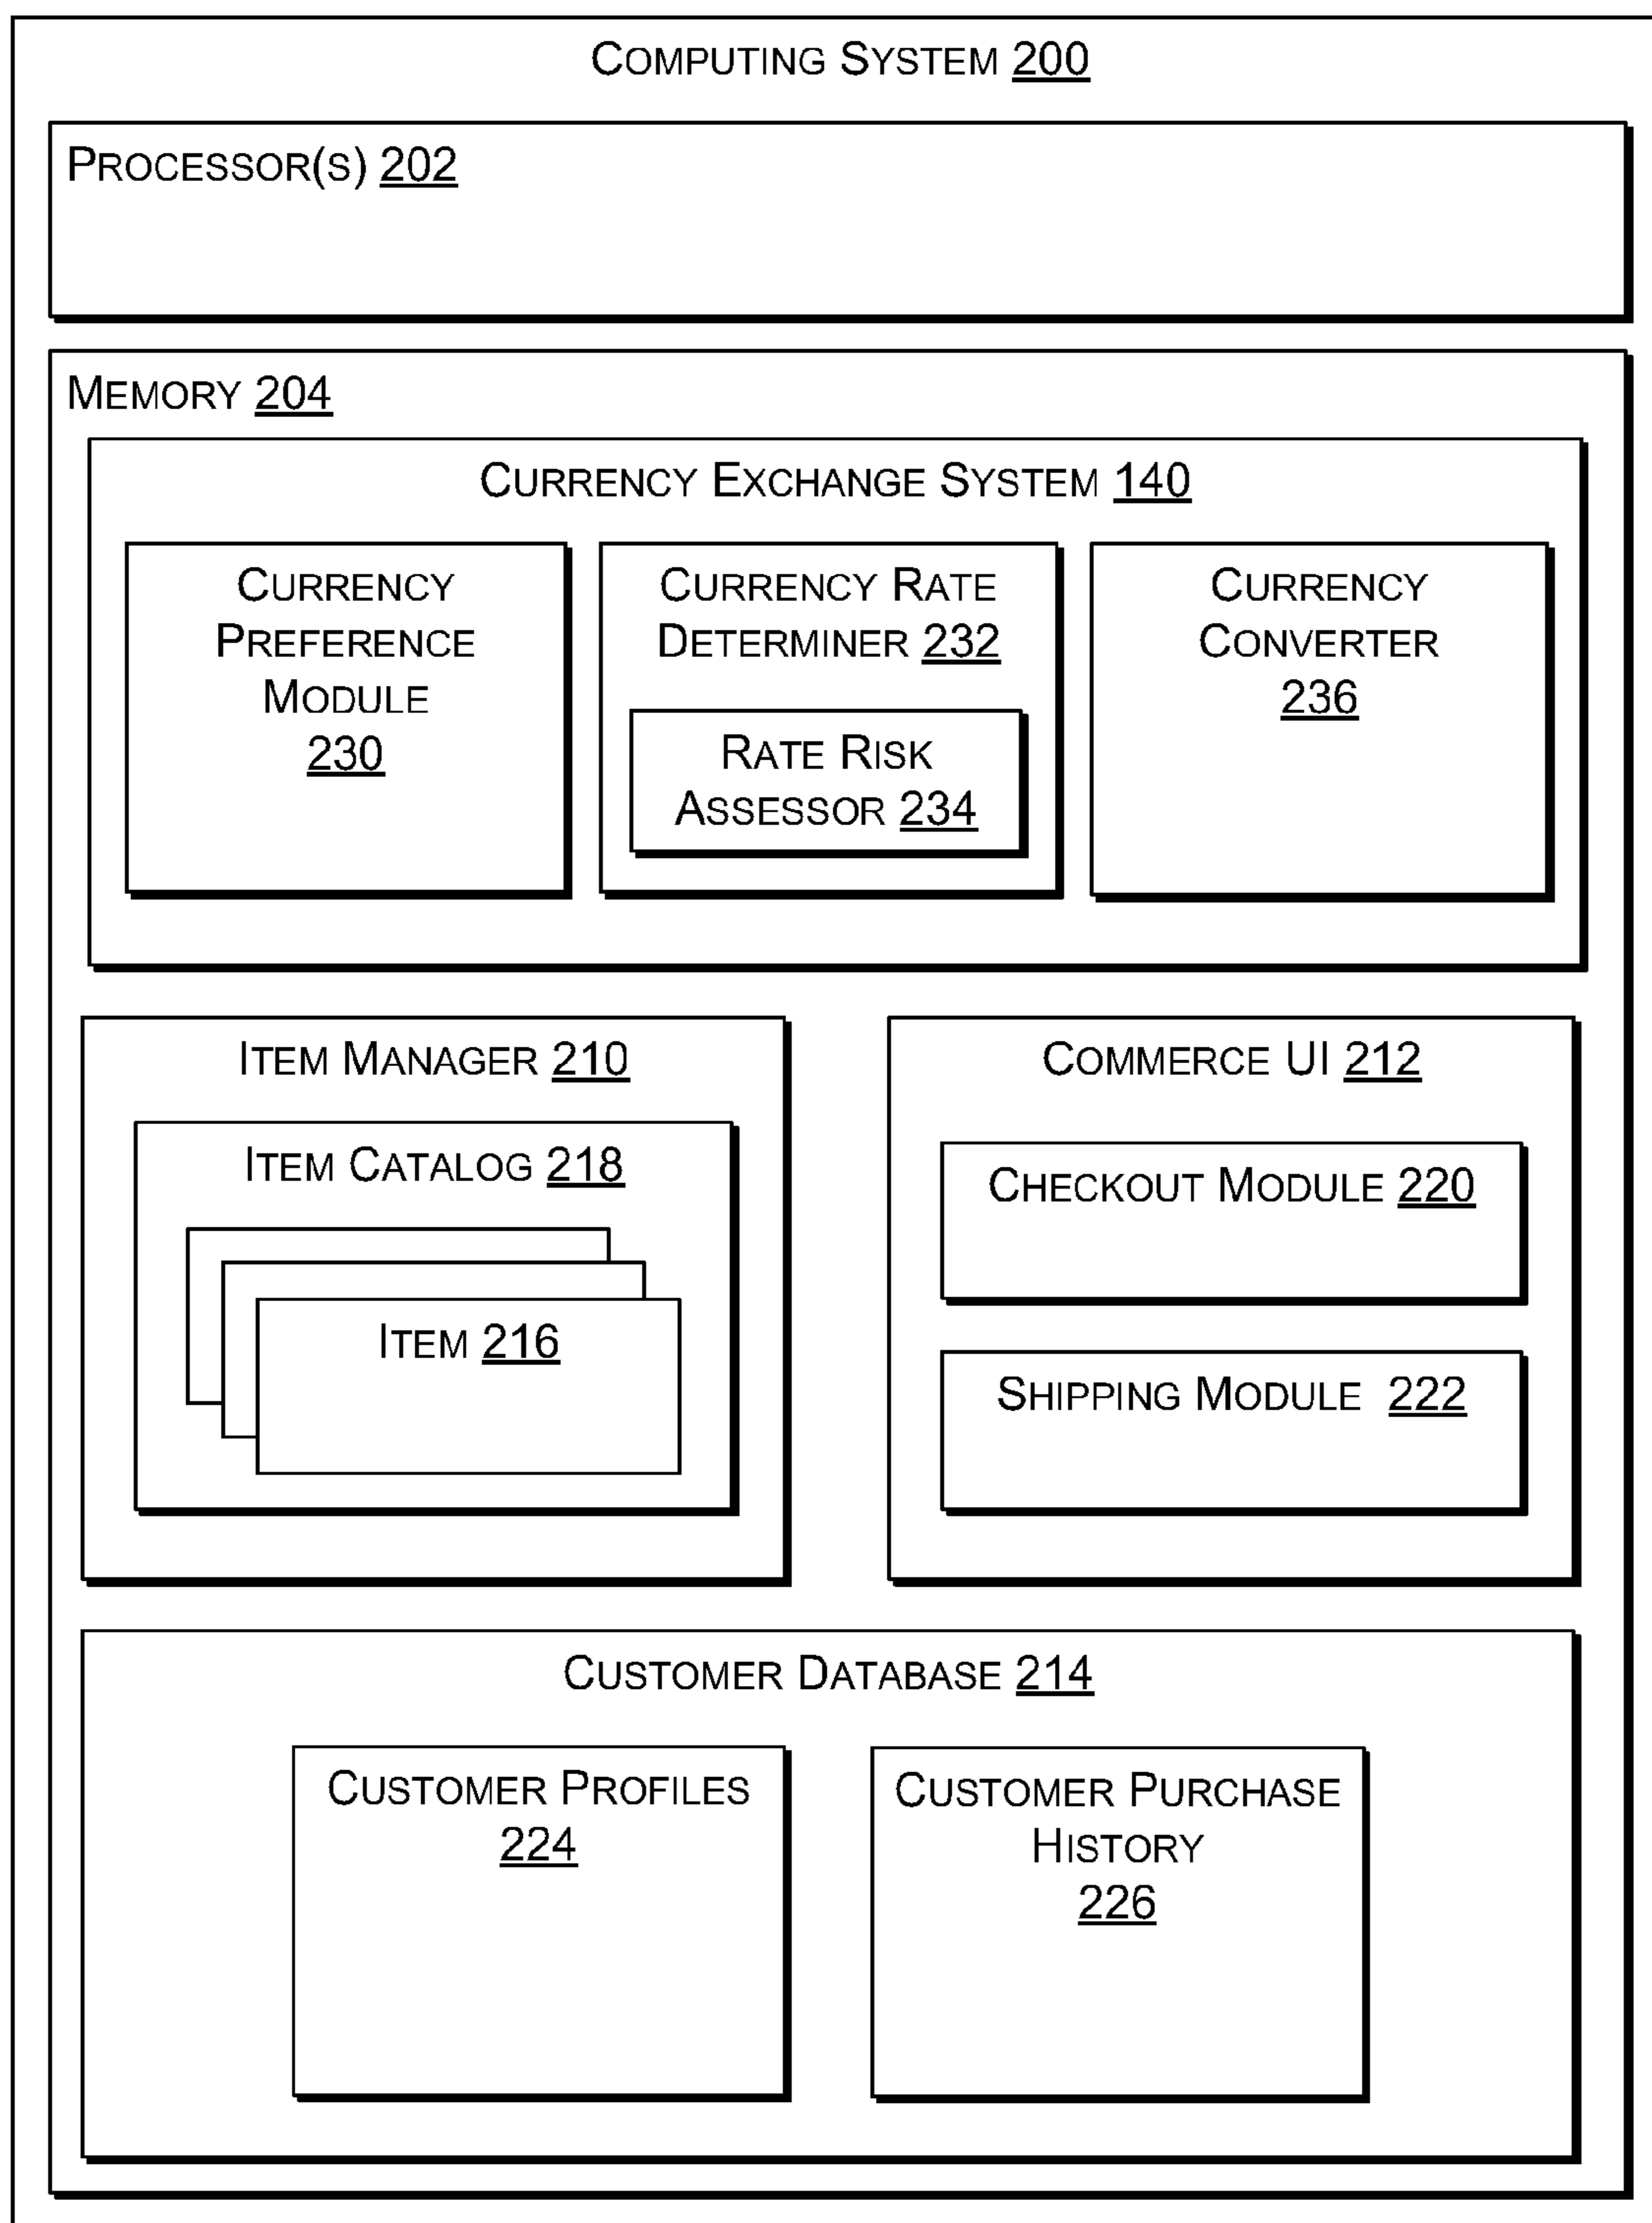 COMPUTING SYSTEM 200
PROCESSOR(S) 202
MEMORY 204
CURRENCY EXCHANGE SYSTEM 140
CURRENCY
PREFERENCE
MODULE
230
CURRENCY RATE
DETERMINER 232
RATE RISK
ASSESSOR 234
CURRENCY
CONVERTER
236
ITEM MANAGER 210
ITEM CATALOG 218
ITEM 216
COMMERCE UI 212
CHECKOUT MODULE 220
SHIPPING MODULE 222
CUSTOMER DATABASE 214
CUSTOMER PROFILES
224
CUSTOMER PURCHASE
HISTORY
226